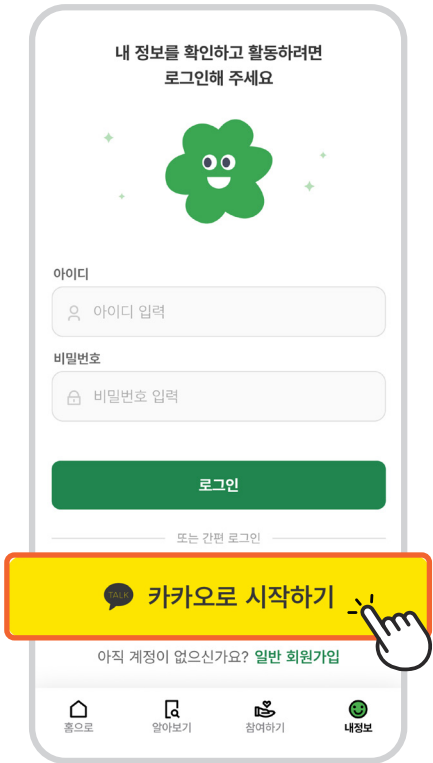 내 정보를 확인하고 활동하려면
로그인해 주세요
아이디
아이디 입력
비밀번호
비밀번호 입력
로그인
또는 간편 로그인
TALK 카카오로 시작하기
아직 계정이 없으신가요? 일반 회원가입
홈으로 알아보기 참여하기 내정보